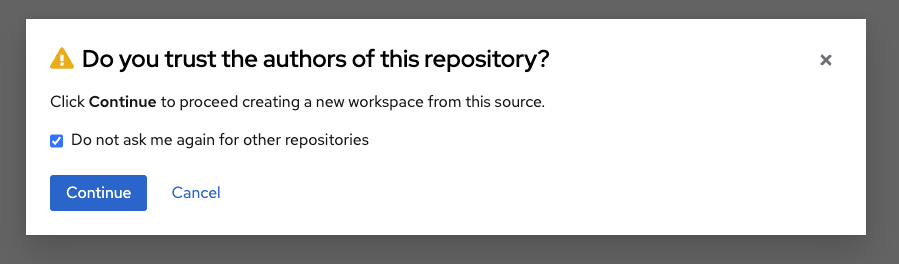 Do you trust the authors of this repository?
Click Continue to proceed creating a new workspace from this source.
Do not ask me again for other repositories
Continue Cancel